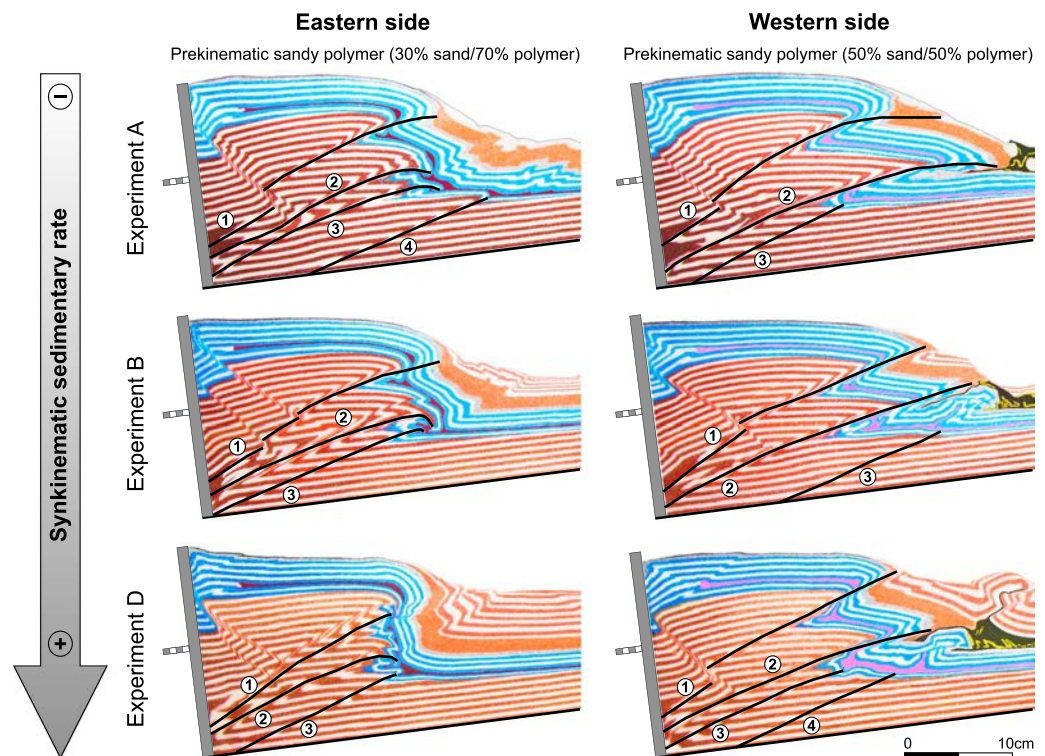 Eastern side
Western side
Prekinematic sandy polymer (30% sand/70% polymer)
Prekinematic sandy polymer (50% sand/50% polymer)
Synkinematic sedimentary rate
−
+
Experiment A
1
2
3
4
1
2
3
Experiment B
1
2
3
1
2
3
Experiment D
1
2
3
1
2
3
4
0 10cm